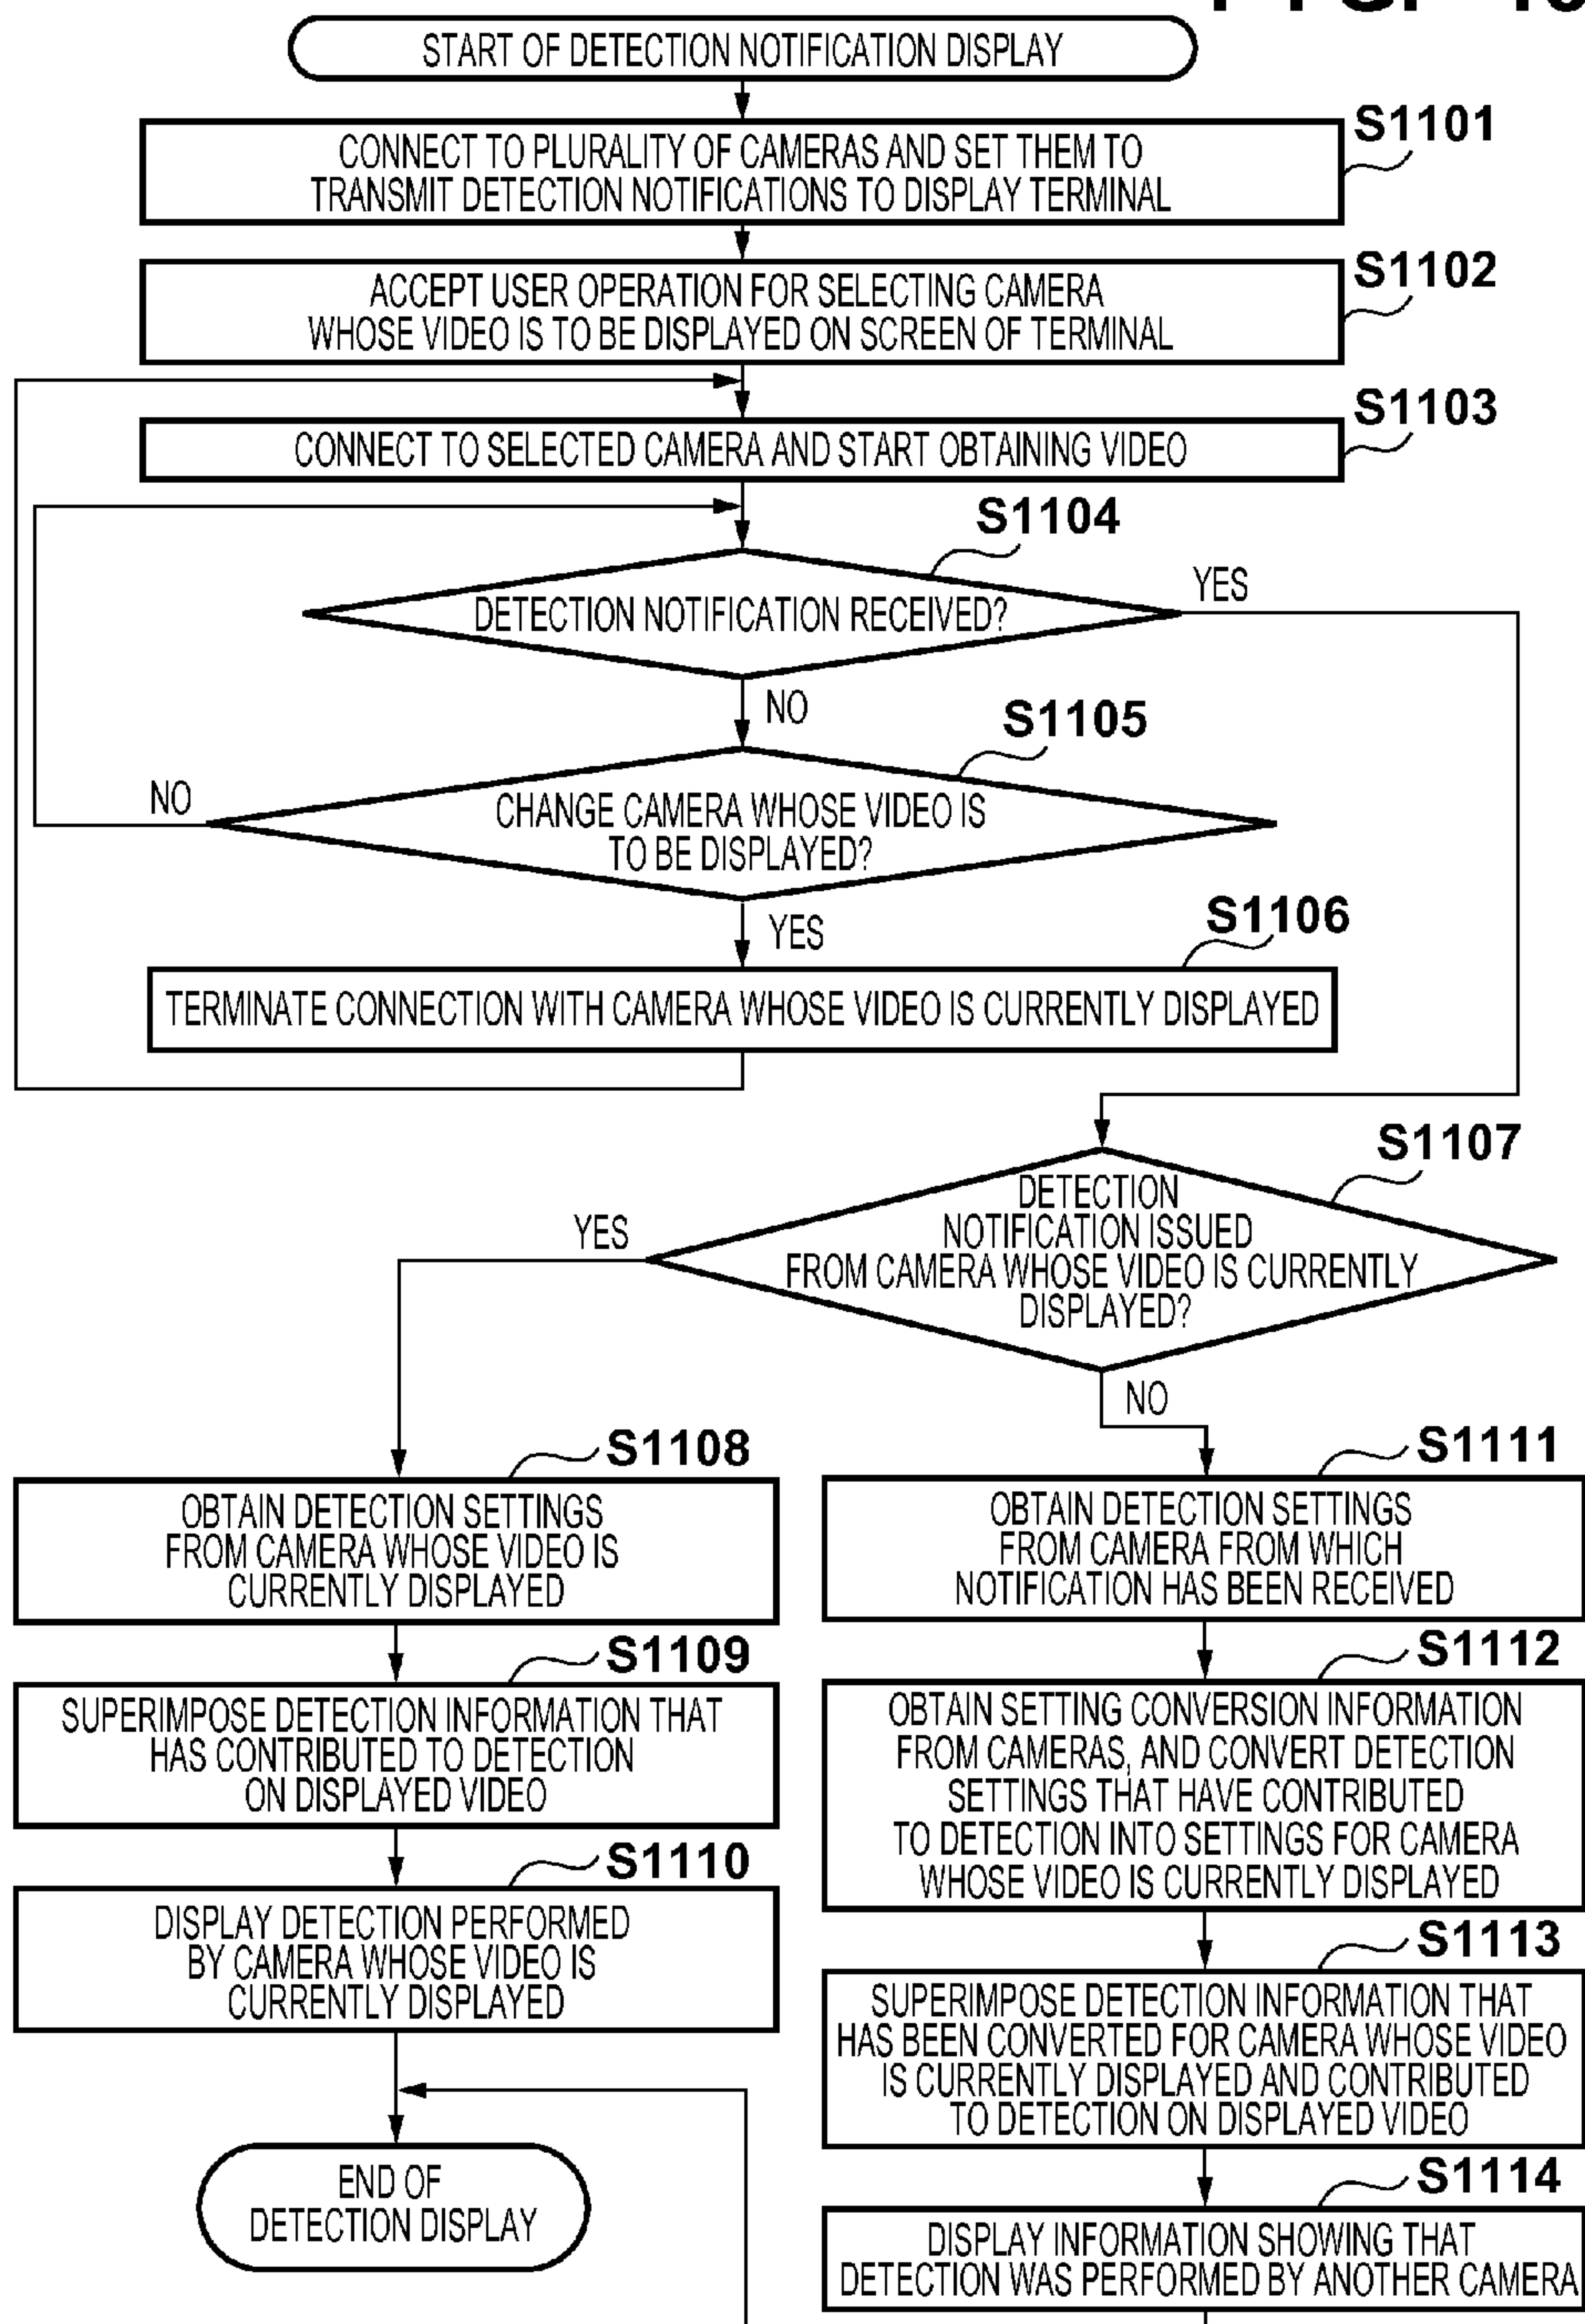 START OF DETECTION NOTIFICATION DISPLAY
S1101
CONNECT TO PLURALITY OF CAMERAS AND SET THEM TO
TRANSMIT DETECTION NOTIFICATIONS TO DISPLAY TERMINAL
S1102
ACCEPT USER OPERATION FOR SELECTING CAMERA
WHOSE VIDEO IS TO BE DISPLAYED ON SCREEN OF TERMINAL
S1103
CONNECT TO SELECTED CAMERA AND START OBTAINING VIDEO
S1104
DETECTION NOTIFICATION RECEIVED?
YES
NO
S1105
CHANGE CAMERA WHOSE VIDEO IS
TO BE DISPLAYED?
NO
YES
S1106
TERMINATE CONNECTION WITH CAMERA WHOSE VIDEO IS CURRENTLY DISPLAYED
S1107
DETECTION
NOTIFICATION ISSUED
FROM CAMERA WHOSE VIDEO IS CURRENTLY
DISPLAYED?
YES
NO
S1108
OBTAIN DETECTION SETTINGS
FROM CAMERA WHOSE VIDEO IS
CURRENTLY DISPLAYED
S1109
SUPERIMPOSE DETECTION INFORMATION THAT
HAS CONTRIBUTED TO DETECTION
ON DISPLAYED VIDEO
S1110
DISPLAY DETECTION PERFORMED
BY CAMERA WHOSE VIDEO IS
CURRENTLY DISPLAYED
END OF
DETECTION DISPLAY
S1111
OBTAIN DETECTION SETTINGS
FROM CAMERA FROM WHICH
NOTIFICATION HAS BEEN RECEIVED
S1112
OBTAIN SETTING CONVERSION INFORMATION
FROM CAMERAS, AND CONVERT DETECTION
SETTINGS THAT HAVE CONTRIBUTED
TO DETECTION INTO SETTINGS FOR CAMERA
WHOSE VIDEO IS CURRENTLY DISPLAYED
S1113
SUPERIMPOSE DETECTION INFORMATION THAT
HAS BEEN CONVERTED FOR CAMERA WHOSE VIDEO
IS CURRENTLY DISPLAYED AND CONTRIBUTED
TO DETECTION ON DISPLAYED VIDEO
S1114
DISPLAY INFORMATION SHOWING THAT
DETECTION WAS PERFORMED BY ANOTHER CAMERA